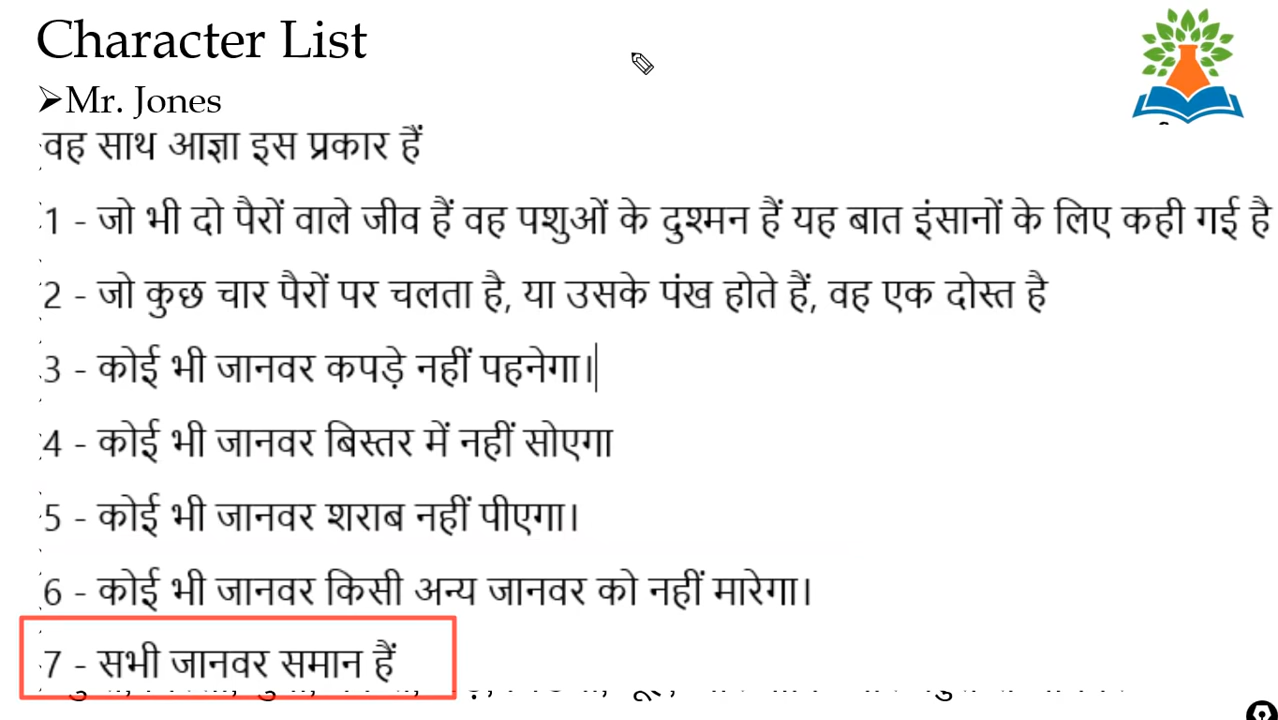 Character List
➢Mr. Jones
वह साथ आज्ञा इस प्रकार हैं
1 - जो भी दो पैरों वाले जीव हैं वह पशुओं के दुश्मन हैं यह बात इंसानों के लिए कही गई है
2 - जो कुछ चार पैरों पर चलता है, या उसके पंख होते हैं, वह एक दोस्त है
3 - कोई भी जानवर कपड़े नहीं पहनेगा।
4 - कोई भी जानवर बिस्तर में नहीं सोएगा
5 - कोई भी जानवर शराब नहीं पीएगा।
6 - कोई भी जानवर किसी अन्य जानवर को नहीं मारेगा।
7 - सभी जानवर समान हैं